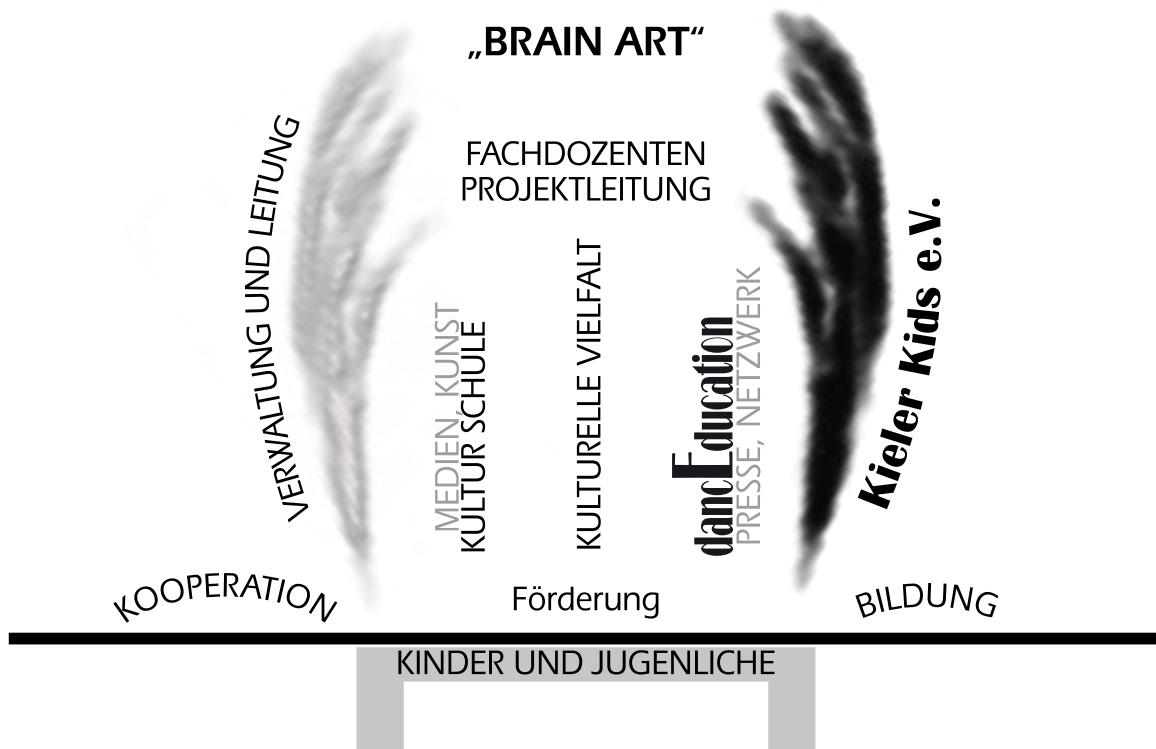 „BRAIN ART“
FACHDOZENTEN
PROJEKTLEITUNG
VERWALTUNG UND LEITUNG
MEDIEN, KUNST
KULTUR SCHULE
KULTURELLE VIELFALT
dancEducation
PRESSE, NETZWERK
Kieler Kids e.V.
KOOPERATION
Förderung
BILDUNG
KINDER UND JUGENLICHE